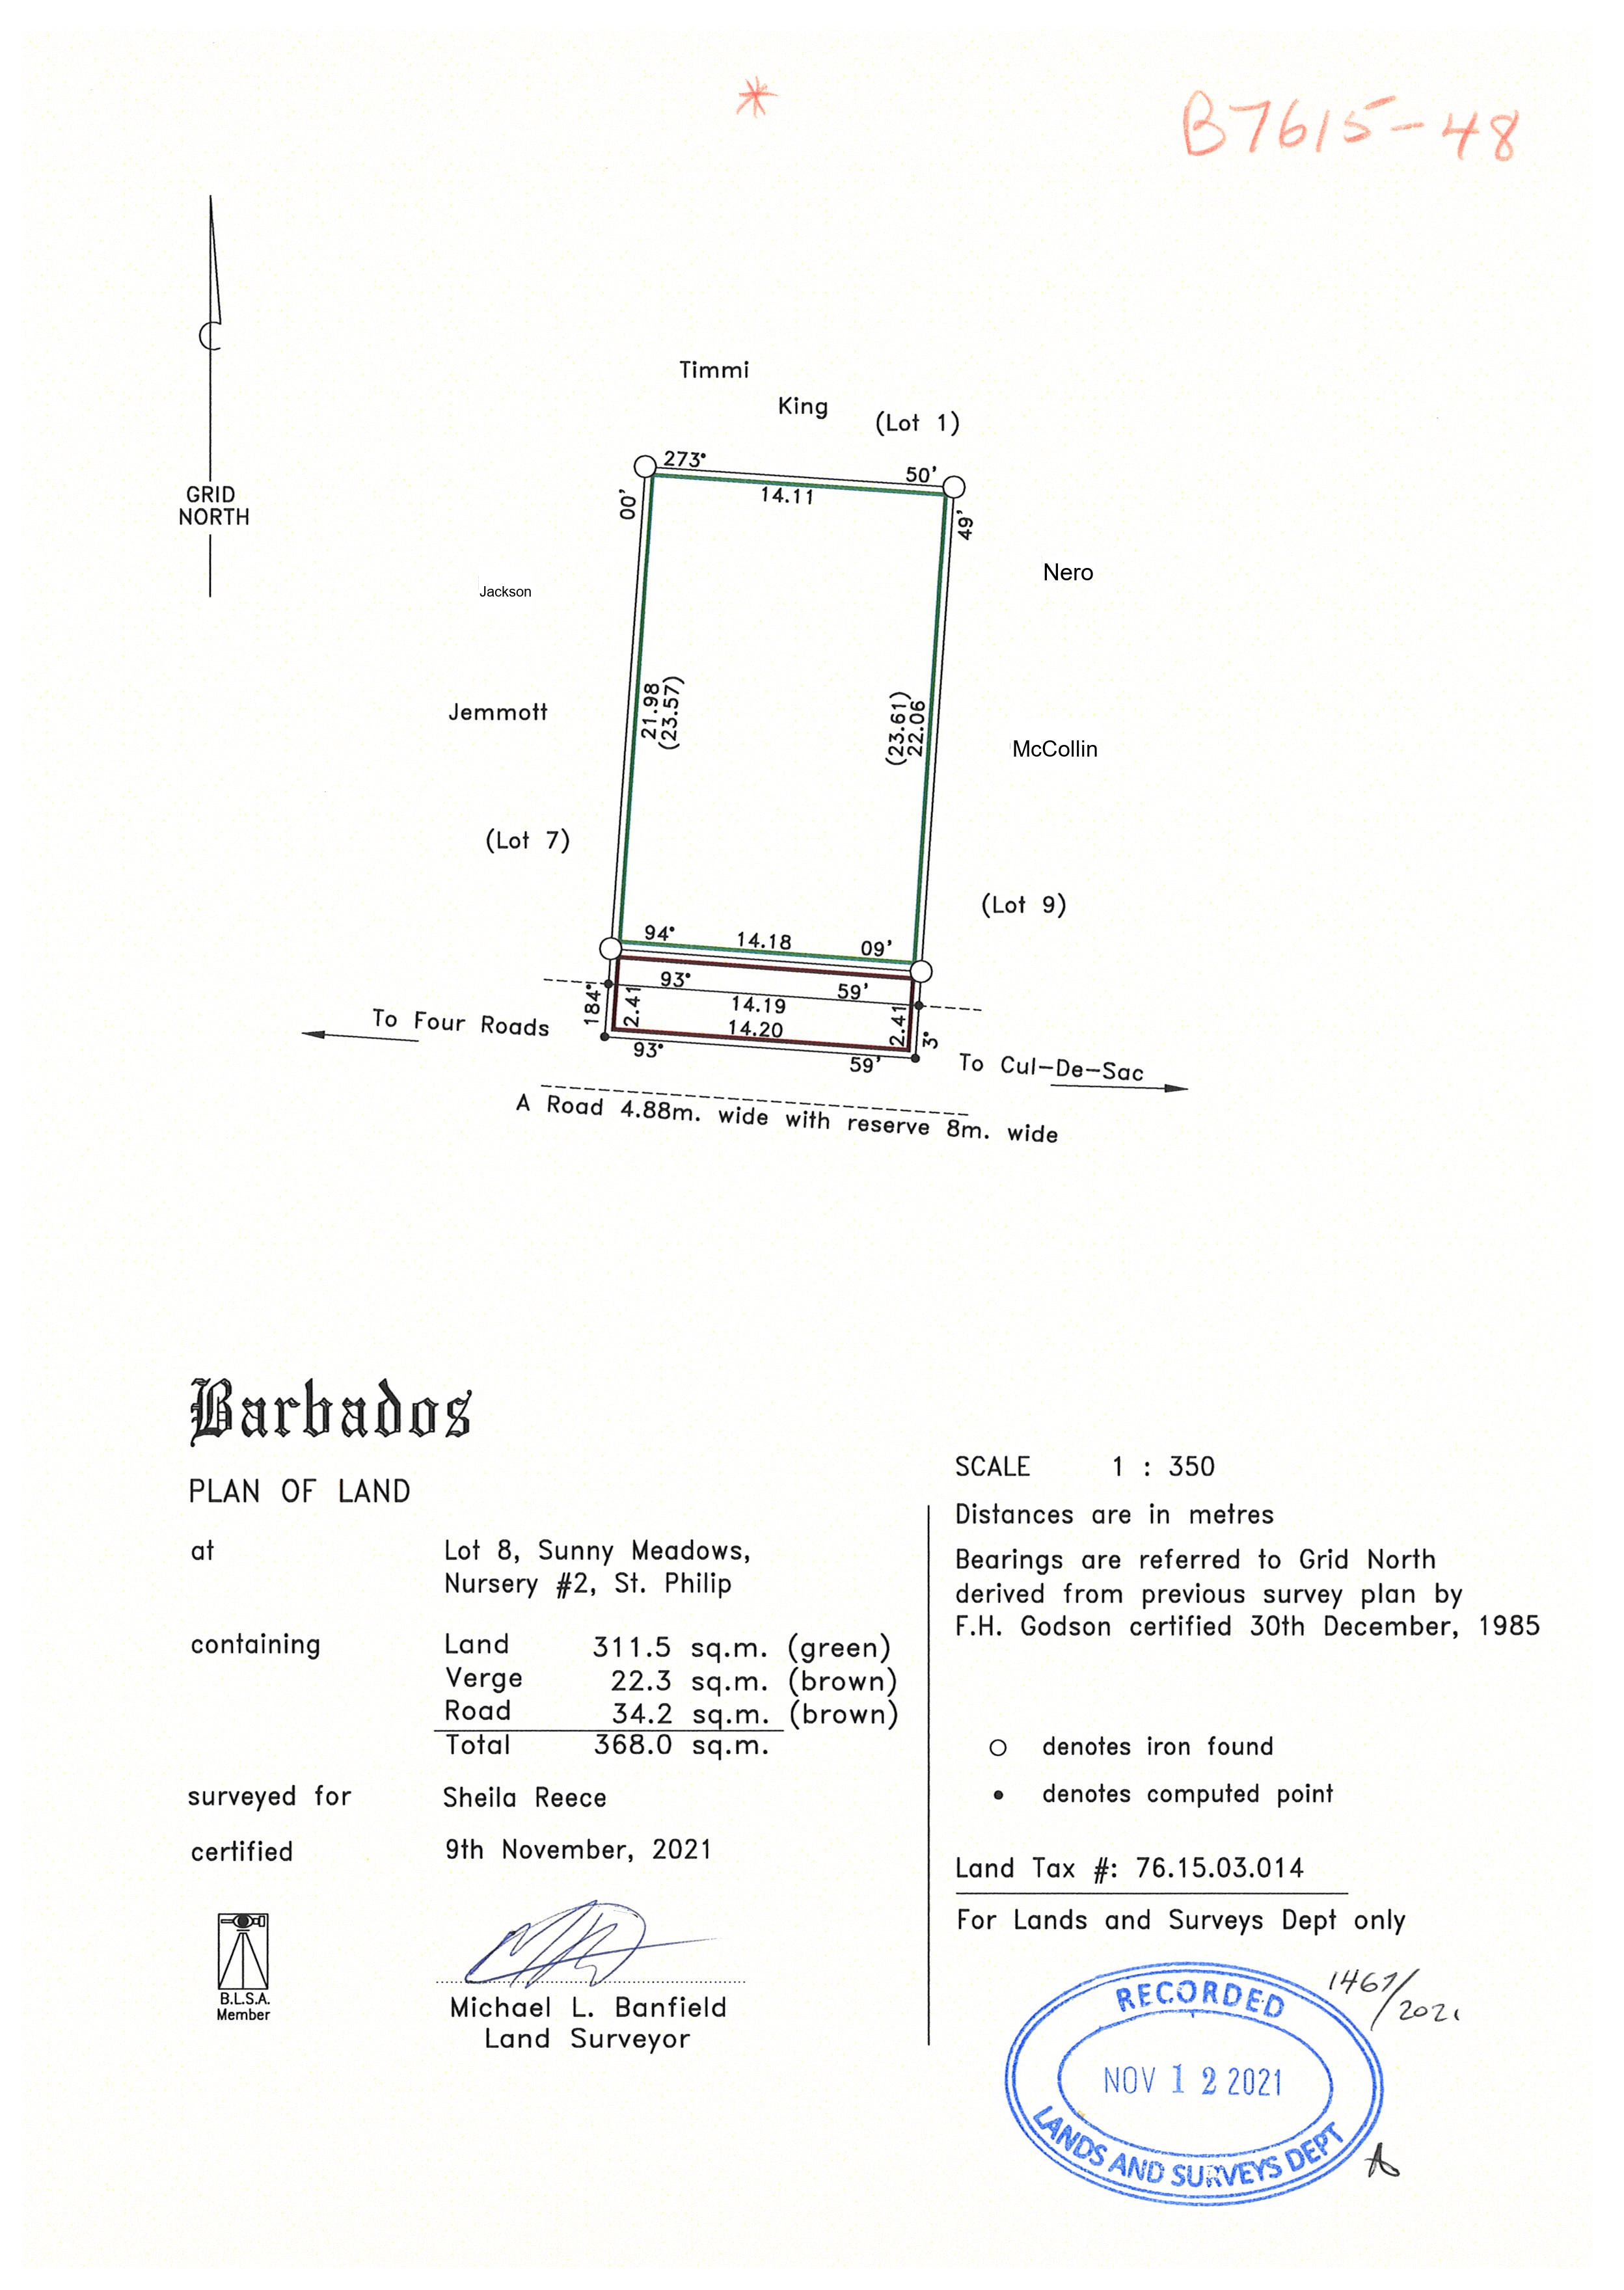 B7615-48
*
GRID
NORTH
Timmi
King (Lot 1)
273° 50'
14.11
00'
49'
Jackson
Nero
Jemmott
McCollin
21.98
(23.57)
(23.61)
22.06
(Lot 7)
(Lot 9)
94° 14.18 09'
93° 59'
14.19
184°
2.41
2.41
3°
14.20
93° 59'
To Four Roads
To Cul-De-Sac
A Road 4.88m. wide with reserve 8m. wide
Barbados
PLAN OF LAND
at Lot 8, Sunny Meadows,
Nursery #2, St. Philip
containing Land 311.5 sq.m. (green)
Verge 22.3 sq.m. (brown)
Road 34.2 sq.m. (brown)
Total 368.0 sq.m.
surveyed for Sheila Reece
certified 9th November, 2021
B.L.S.A.
Member
Michael L. Banfield
Land Surveyor
SCALE 1 : 350
Distances are in metres
Bearings are referred to Grid North
derived from previous survey plan by
F.H. Godson certified 30th December, 1985
denotes iron found
denotes computed point
Land Tax #: 76.15.03.014
For Lands and Surveys Dept only
1467/2021
RECORDED
NOV 12 2021
LANDS AND SURVEYS DEPT